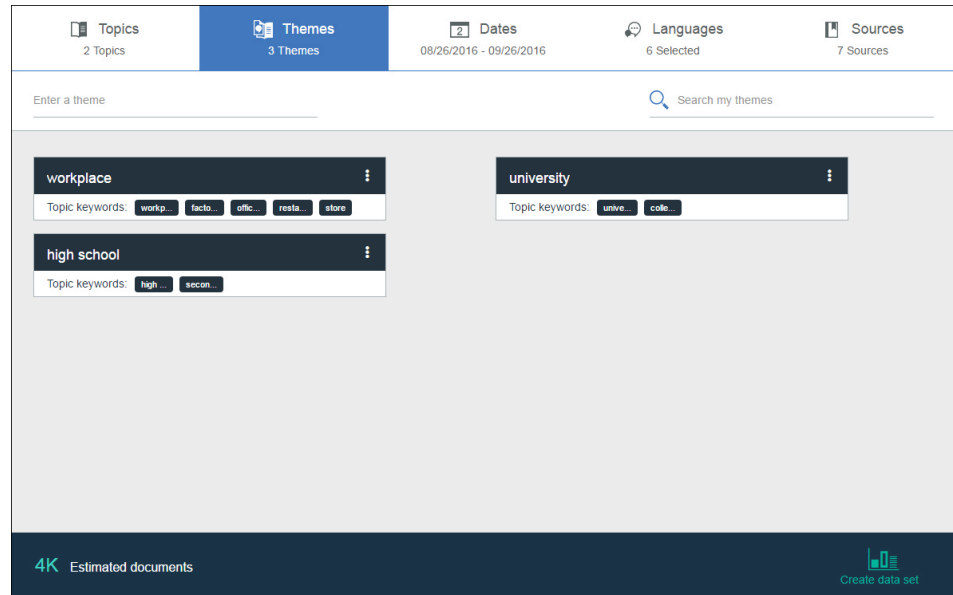 Topics
2 Topics
Themes
3 Themes
2 Dates
08/26/2016 - 09/26/2016
Languages
6 Selected
Sources
7 Sources
Enter a theme
Search my themes
workplace
Topic keywords: workp... facto... offic... resta... store
university
Topic keywords: unive... colle...
high school
Topic keywords: high ... secon...
4K Estimated documents
Create data set